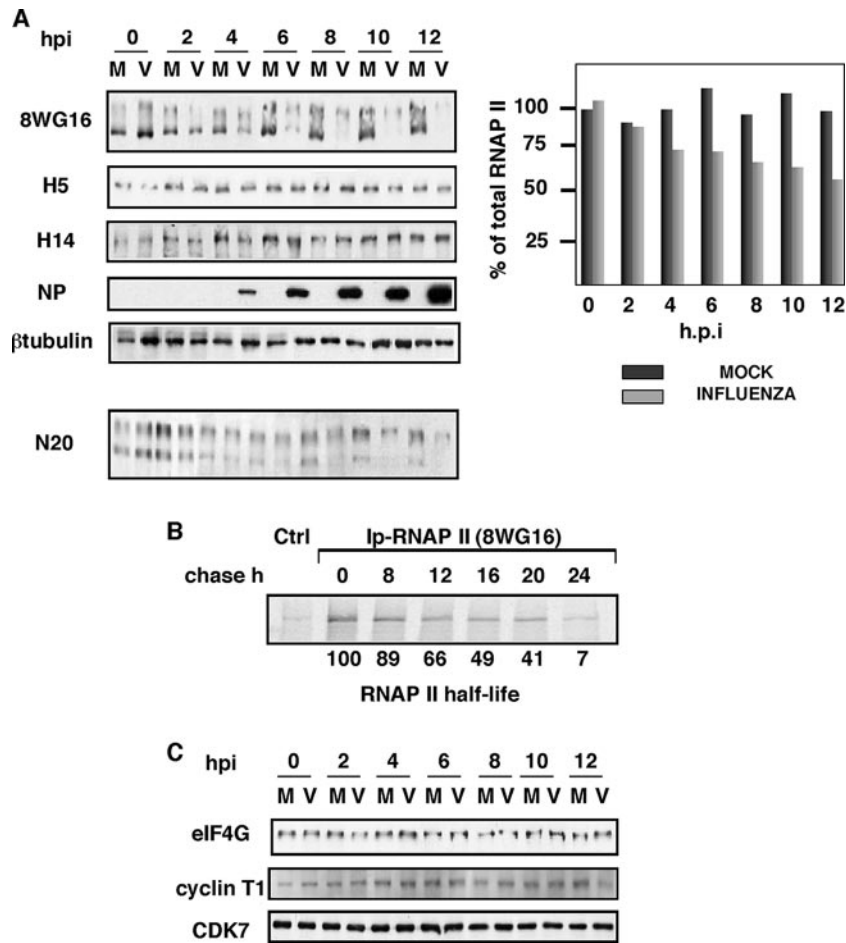 A
hpi 0 2 4 6 8 10 12
M V M V M V M V M V M V M V
8WG16
H5
H14
NP
βtubulin
N20
% of total RNAP II
100
75
50
25
0 2 4 6 8 10 12
h.p.i
MOCK
INFLUENZA
B
Ctrl Ip-RNAP II (8WG16)
chase h 0 8 12 16 20 24
100 89 66 49 41 7
RNAP II half-life
C
hpi 0 2 4 6 8 10 12
M V M V M V M V M V M V M V
eIF4G
cyclin T1
CDK7